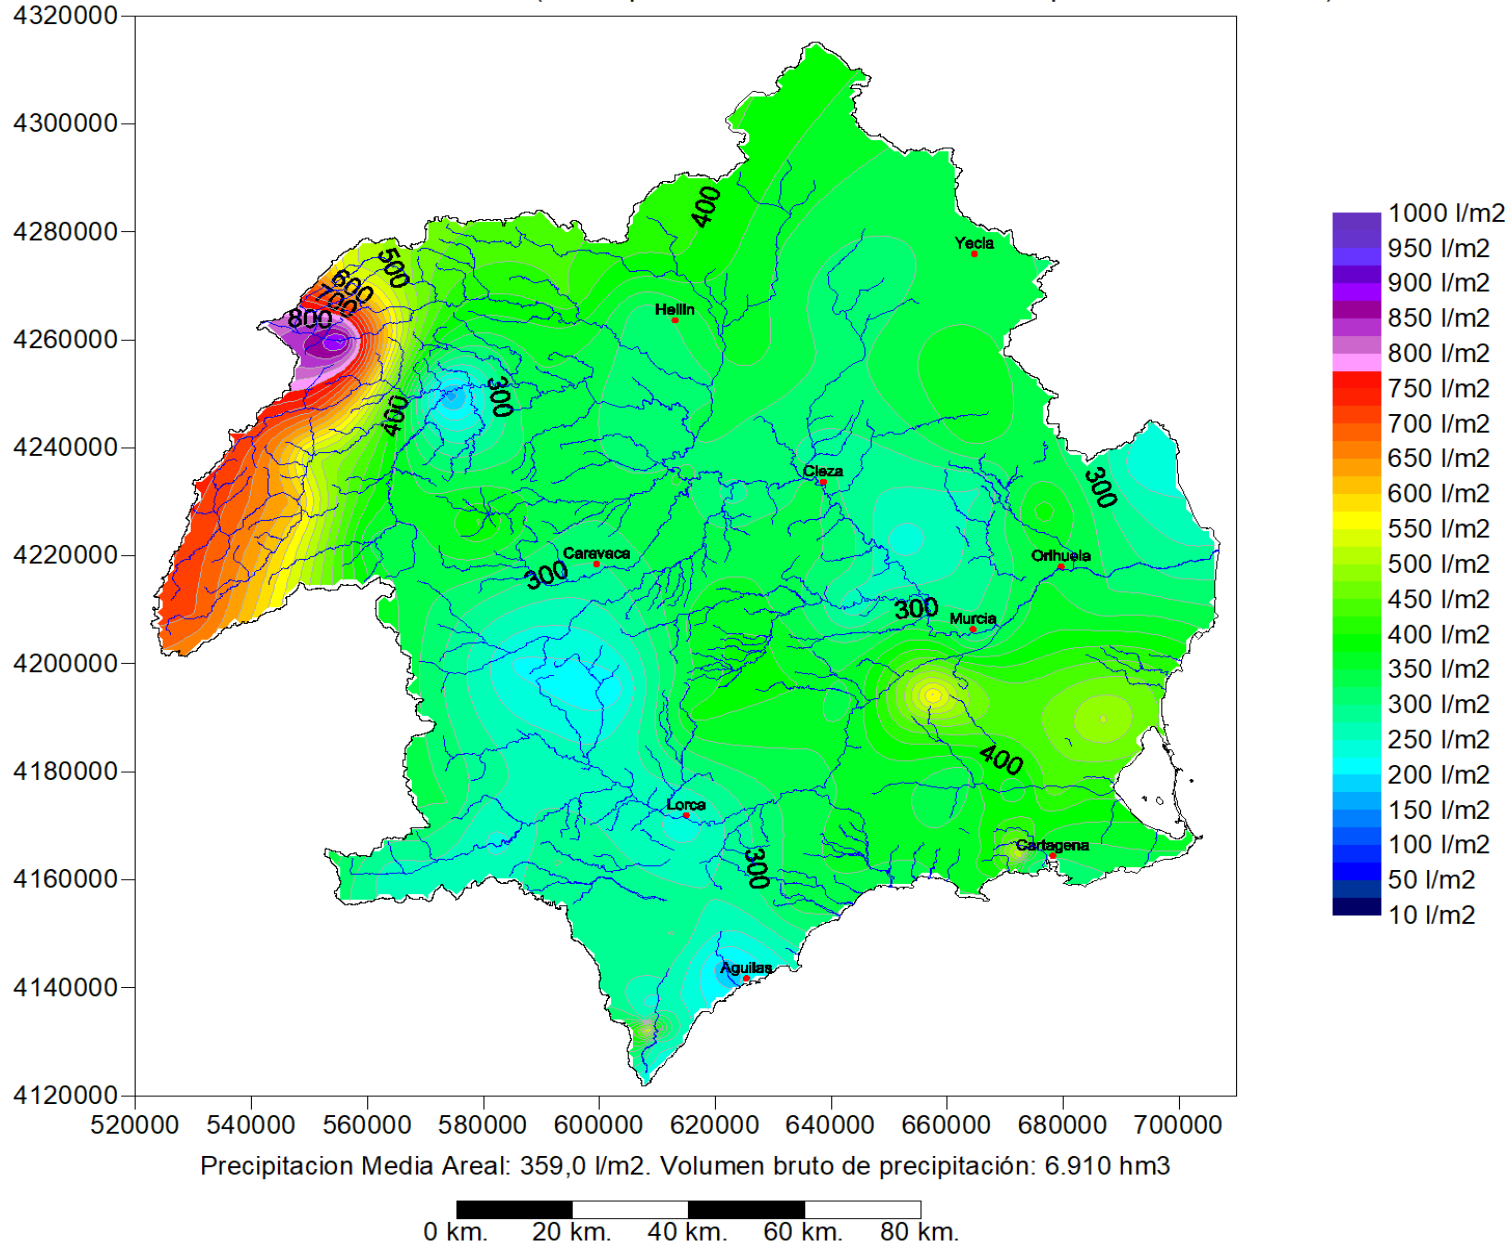 4320000
4300000
4280000
4260000
4240000
4220000
4200000
4180000
4160000
4140000
4120000
520000 540000 560000 580000 600000 620000 640000 660000 680000 700000
400
500
600
700
800
400
300
300
300
300
400
300
Yecla
Hellin
Cieza
Caravaca
Orihuela
Murcia
Lorca
Cartagena
Aguilas
1000 l/m2
950 l/m2
900 l/m2
850 l/m2
800 l/m2
750 l/m2
700 l/m2
650 l/m2
600 l/m2
550 l/m2
500 l/m2
450 l/m2
400 l/m2
350 l/m2
300 l/m2
250 l/m2
200 l/m2
150 l/m2
100 l/m2
50 l/m2
10 l/m2
Precipitacion Media Areal: 359,0 l/m2. Volumen bruto de precipitación: 6.910 hm3
0 km. 20 km. 40 km. 60 km. 80 km.